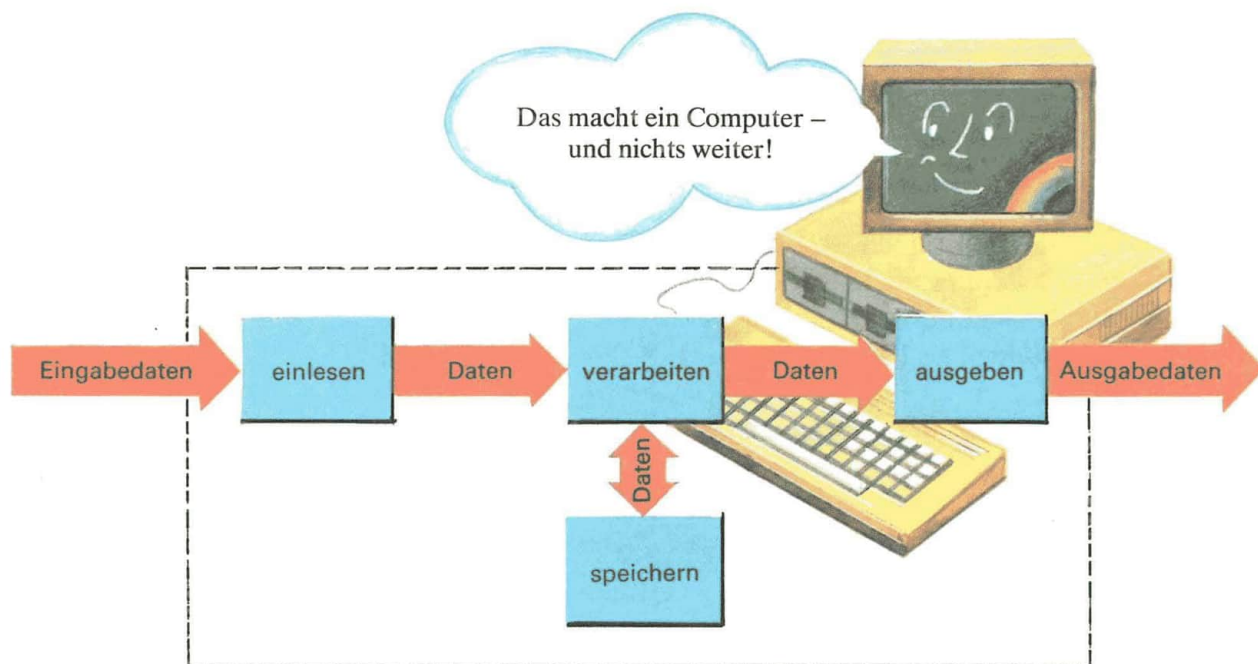 Das macht ein Computer –
und nichts weiter!
Eingabedaten
einlesen
Daten
verarbeiten
Daten
ausgeben
Ausgabedaten
Daten
speichern